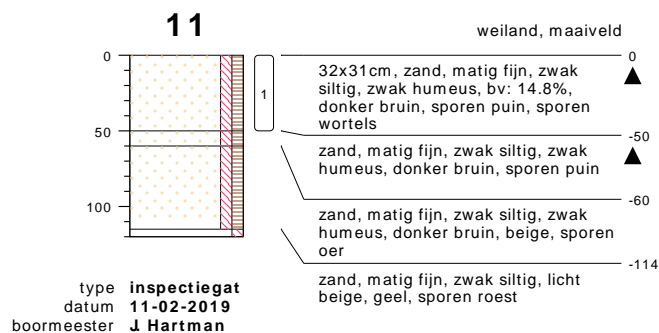 11
weiland, maaiveld
0
0
32x31cm, zand, matig fijn, zwak
siltig, zwak humeus, bv: 14.8%,
donker bruin, sporen puin, sporen
wortels
1
50
-50
zand, matig fijn, zwak siltig, zwak
humeus, donker bruin, sporen puin
-60
100
zand, matig fijn, zwak siltig, zwak
humeus, donker bruin, beige, sporen
oer
-114
zand, matig fijn, zwak siltig, licht
beige, geel, sporen roest
type inspectiegat
datum 11-02-2019
boormeester J. Hartman